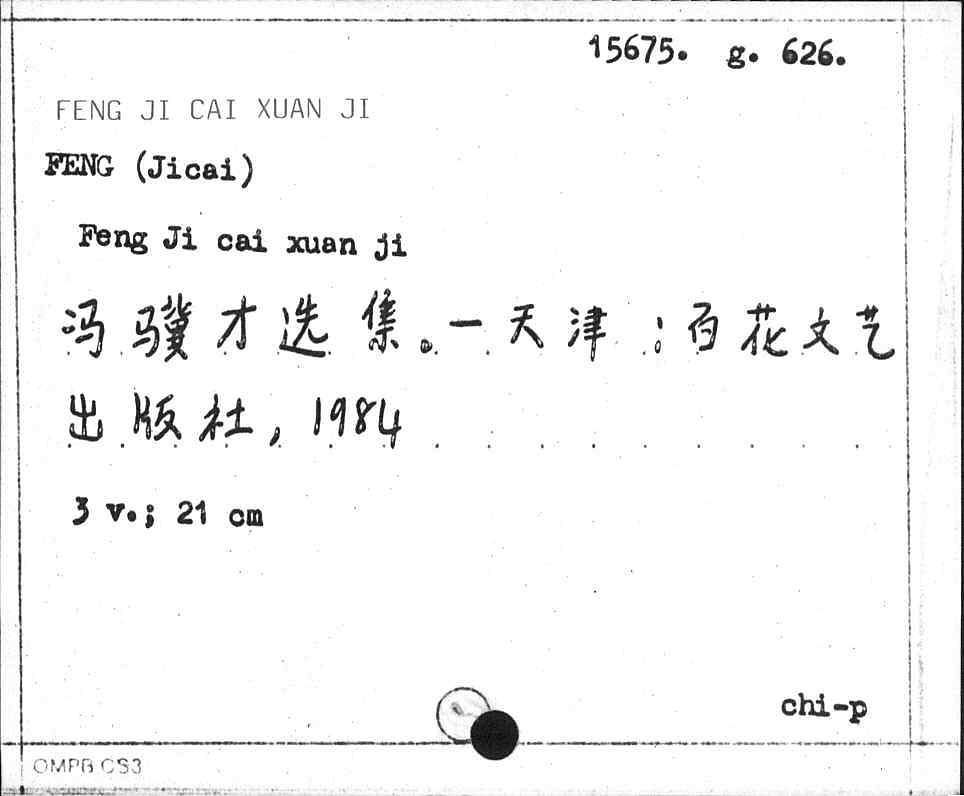 15675. g. 626.
FENG JI CAI XUAN JI
FENG (Jicai)
Feng Ji cai xuan ji
冯骥才选集。一天津:百花文艺
出版社, 1984
3 v.; 21 cm
chi-p
OMPB CS3